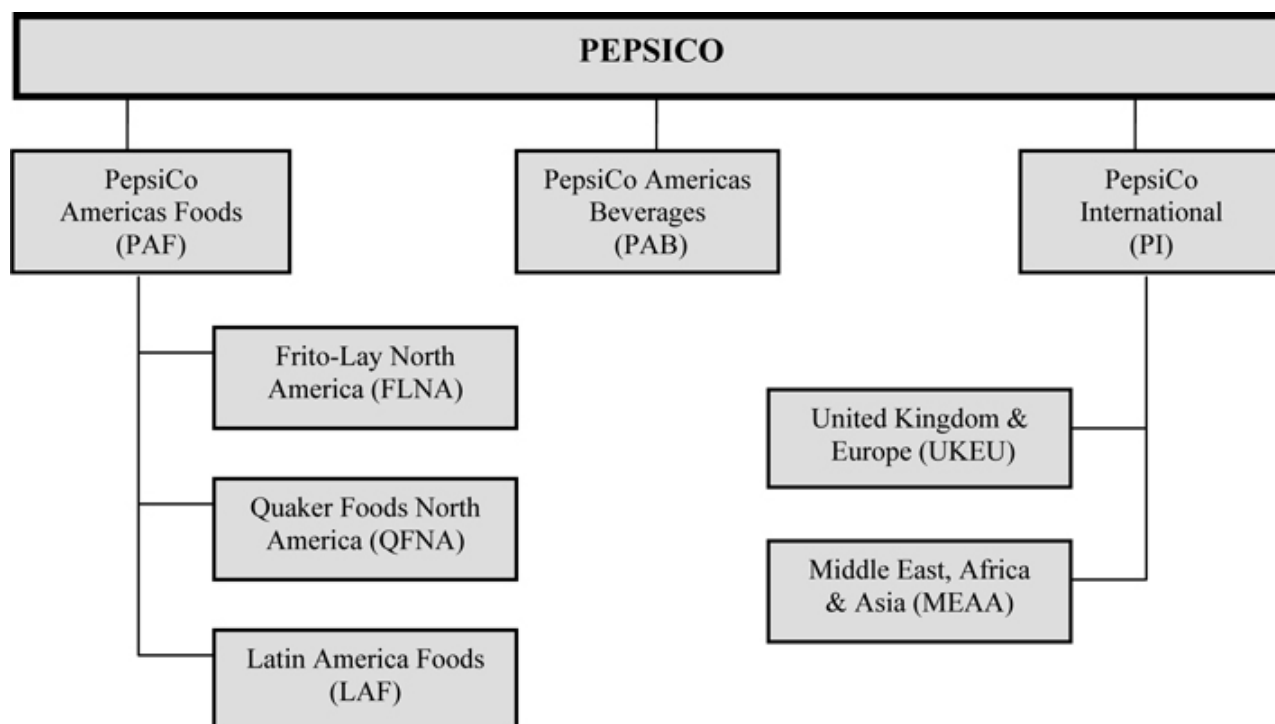 PEPSICO
PepsiCo
Americas Foods
(PAF)
PepsiCo Americas
Beverages
(PAB)
PepsiCo
International
(PI)
Frito-Lay North
America (FLNA)
Quaker Foods North
America (QFNA)
Latin America Foods
(LAF)
United Kingdom &
Europe (UKEU)
Middle East, Africa
& Asia (MEAA)